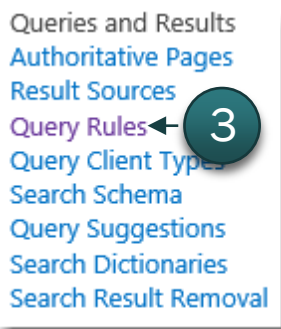 Queries and Results
Authoritative Pages
Result Sources
Query Rules 3
Query Client Types
Search Schema
Query Suggestions
Search Dictionaries
Search Result Removal